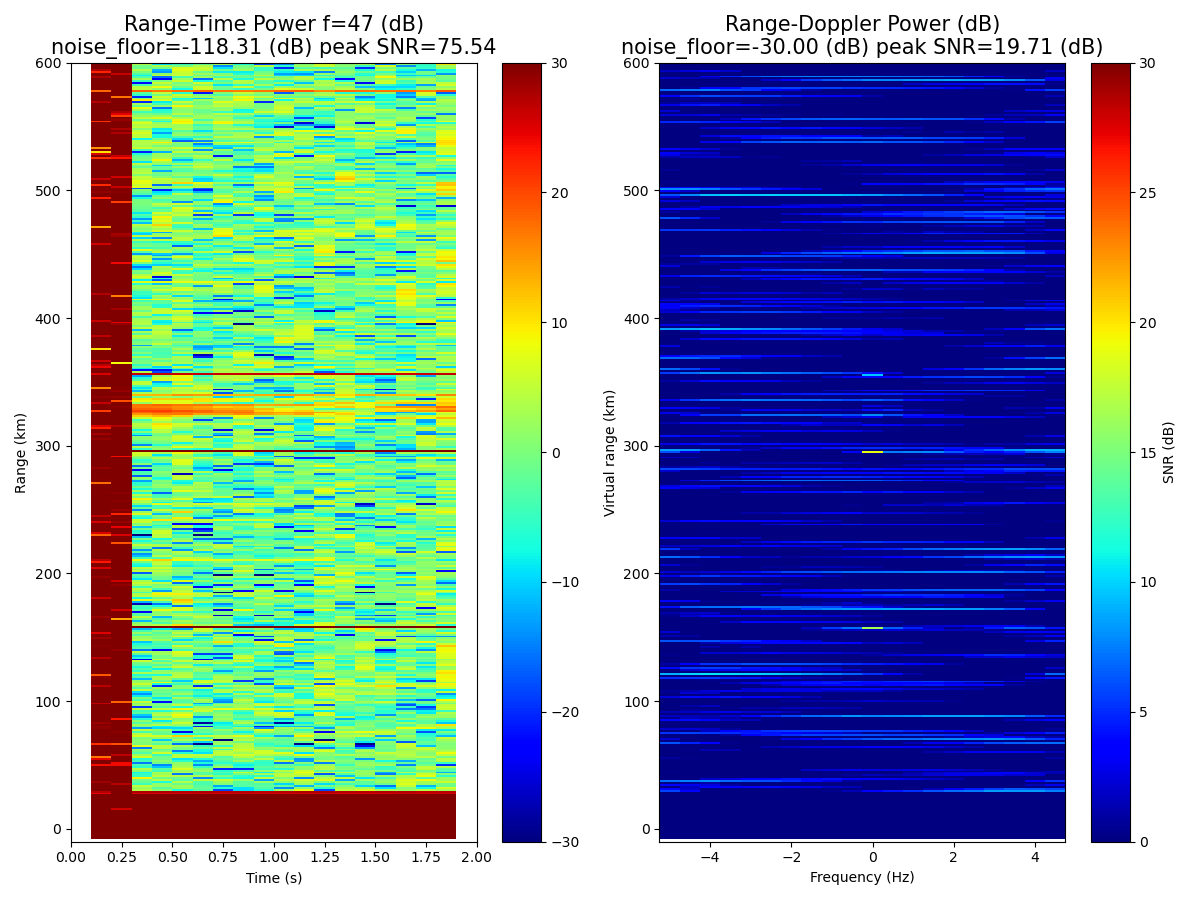 Range-Time Power f=47 (dB)
noise_floor=-118.31 (dB) peak SNR=75.54
600
500
400
300
200
100
0
Range (km)
0.00 0.25 0.50 0.75 1.00 1.25 1.50 1.75 2.00
Time (s)
30
20
10
0
−10
−20
−30
Range-Doppler Power (dB)
noise_floor=-30.00 (dB) peak SNR=19.71 (dB)
600
500
400
300
200
100
0
Virtual range (km)
−4 −2 0 2 4
Frequency (Hz)
30
25
20
15
10
5
0
SNR (dB)